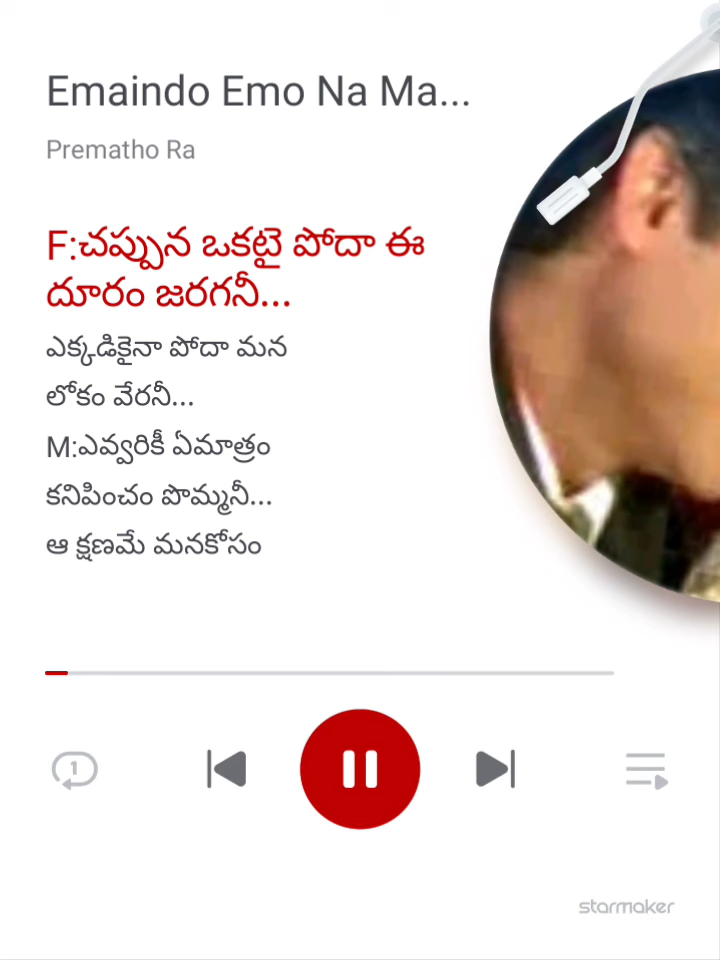 Emaindo Emo Na Ma...
Prematho Ra
F:చప్పున ఒకటై పోదా ఈ
దూరం జరగనీ...
ఎక్కడికైనా పోదా మన
లోకం వేరనీ...
M:ఎవ్వరికీ ఏమాత్రం
కనిపించం పొమ్మనీ...
ఆ క్షణమే మనకోసం
1
starmaker